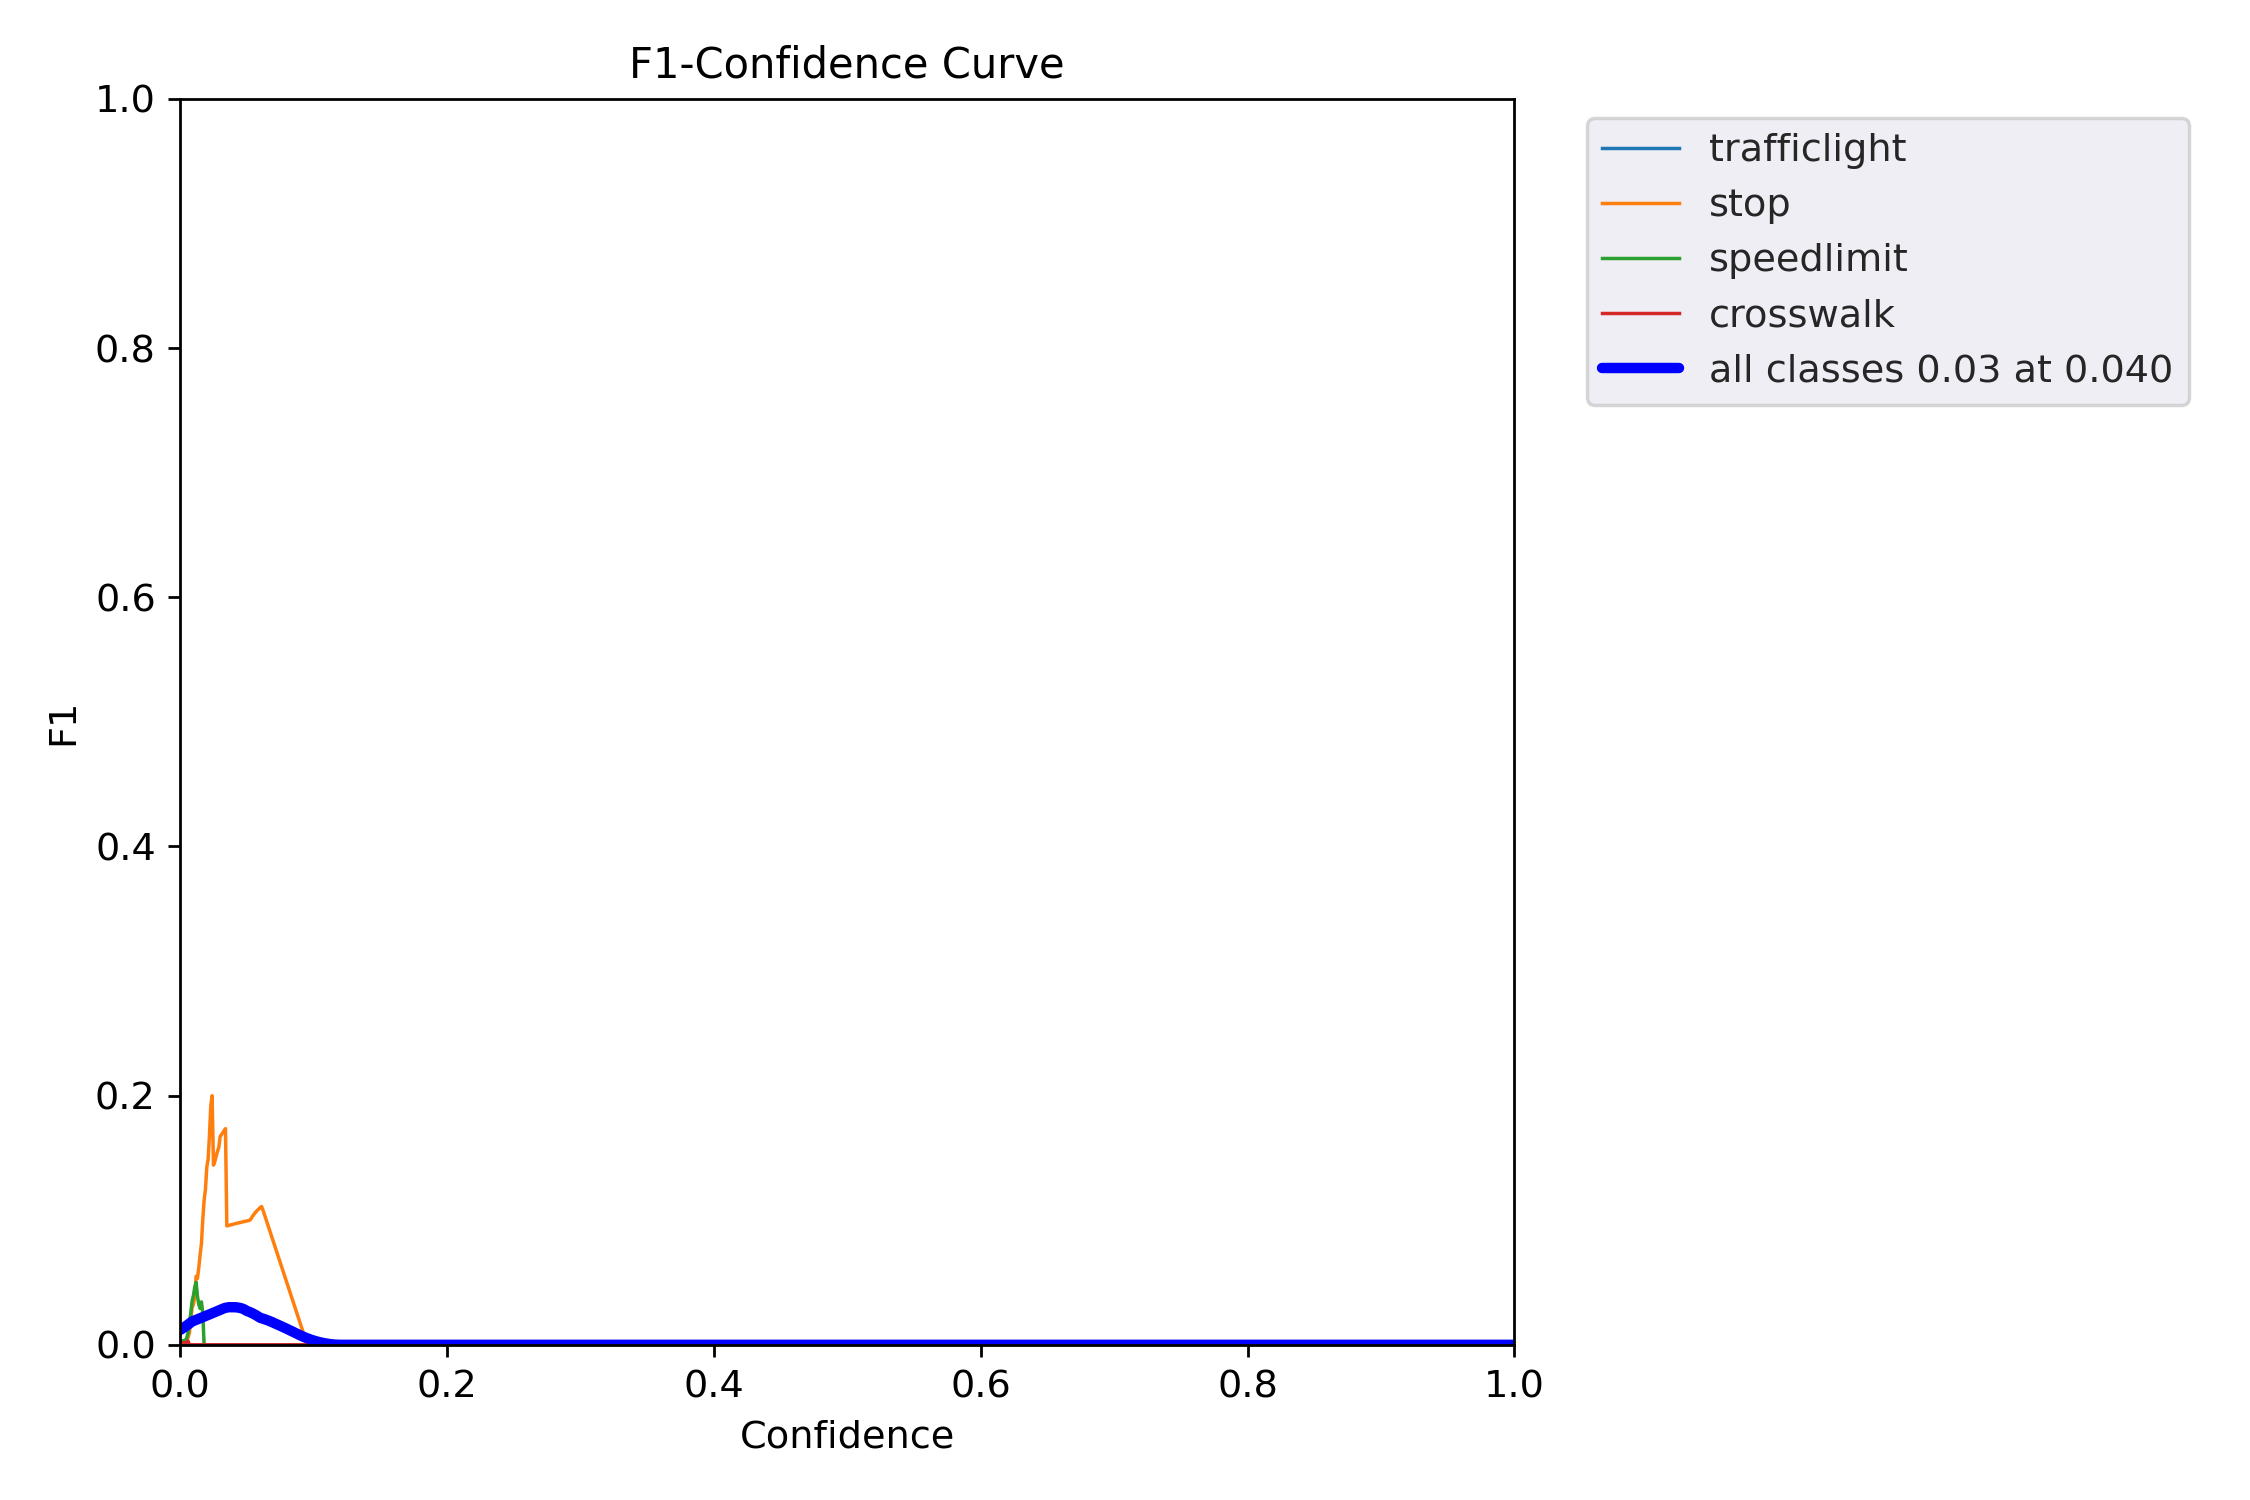 F1-Confidence Curve
1.0
0.8
0.6
0.4
0.2
0.0
F1
0.0 0.2 0.4 0.6 0.8 1.0
Confidence
trafficlight
stop
speedlimit
crosswalk
all classes 0.03 at 0.040